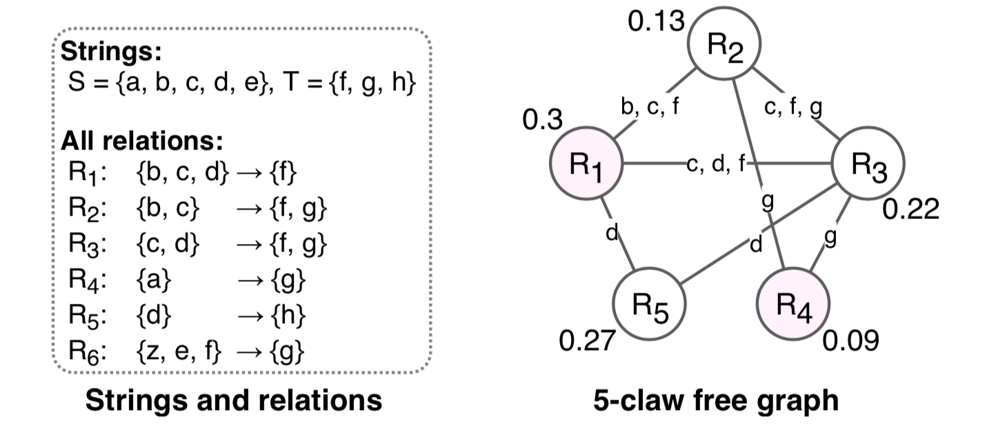 Strings:
S = {a, b, c, d, e}, T = {f, g, h}
All relations:
R1: {b, c, d} → {f}
R2: {b, c} → {f, g}
R3: {c, d} → {f, g}
R4: {a} → {g}
R5: {d} → {h}
R6: {z, e, f} → {g}
Strings and relations
0.13
R2
b, c, f
c, f, g
0.3
R1
c, d, f
R3
g
0.22
d
d
g
R5
R4
0.27
0.09
5-claw free graph